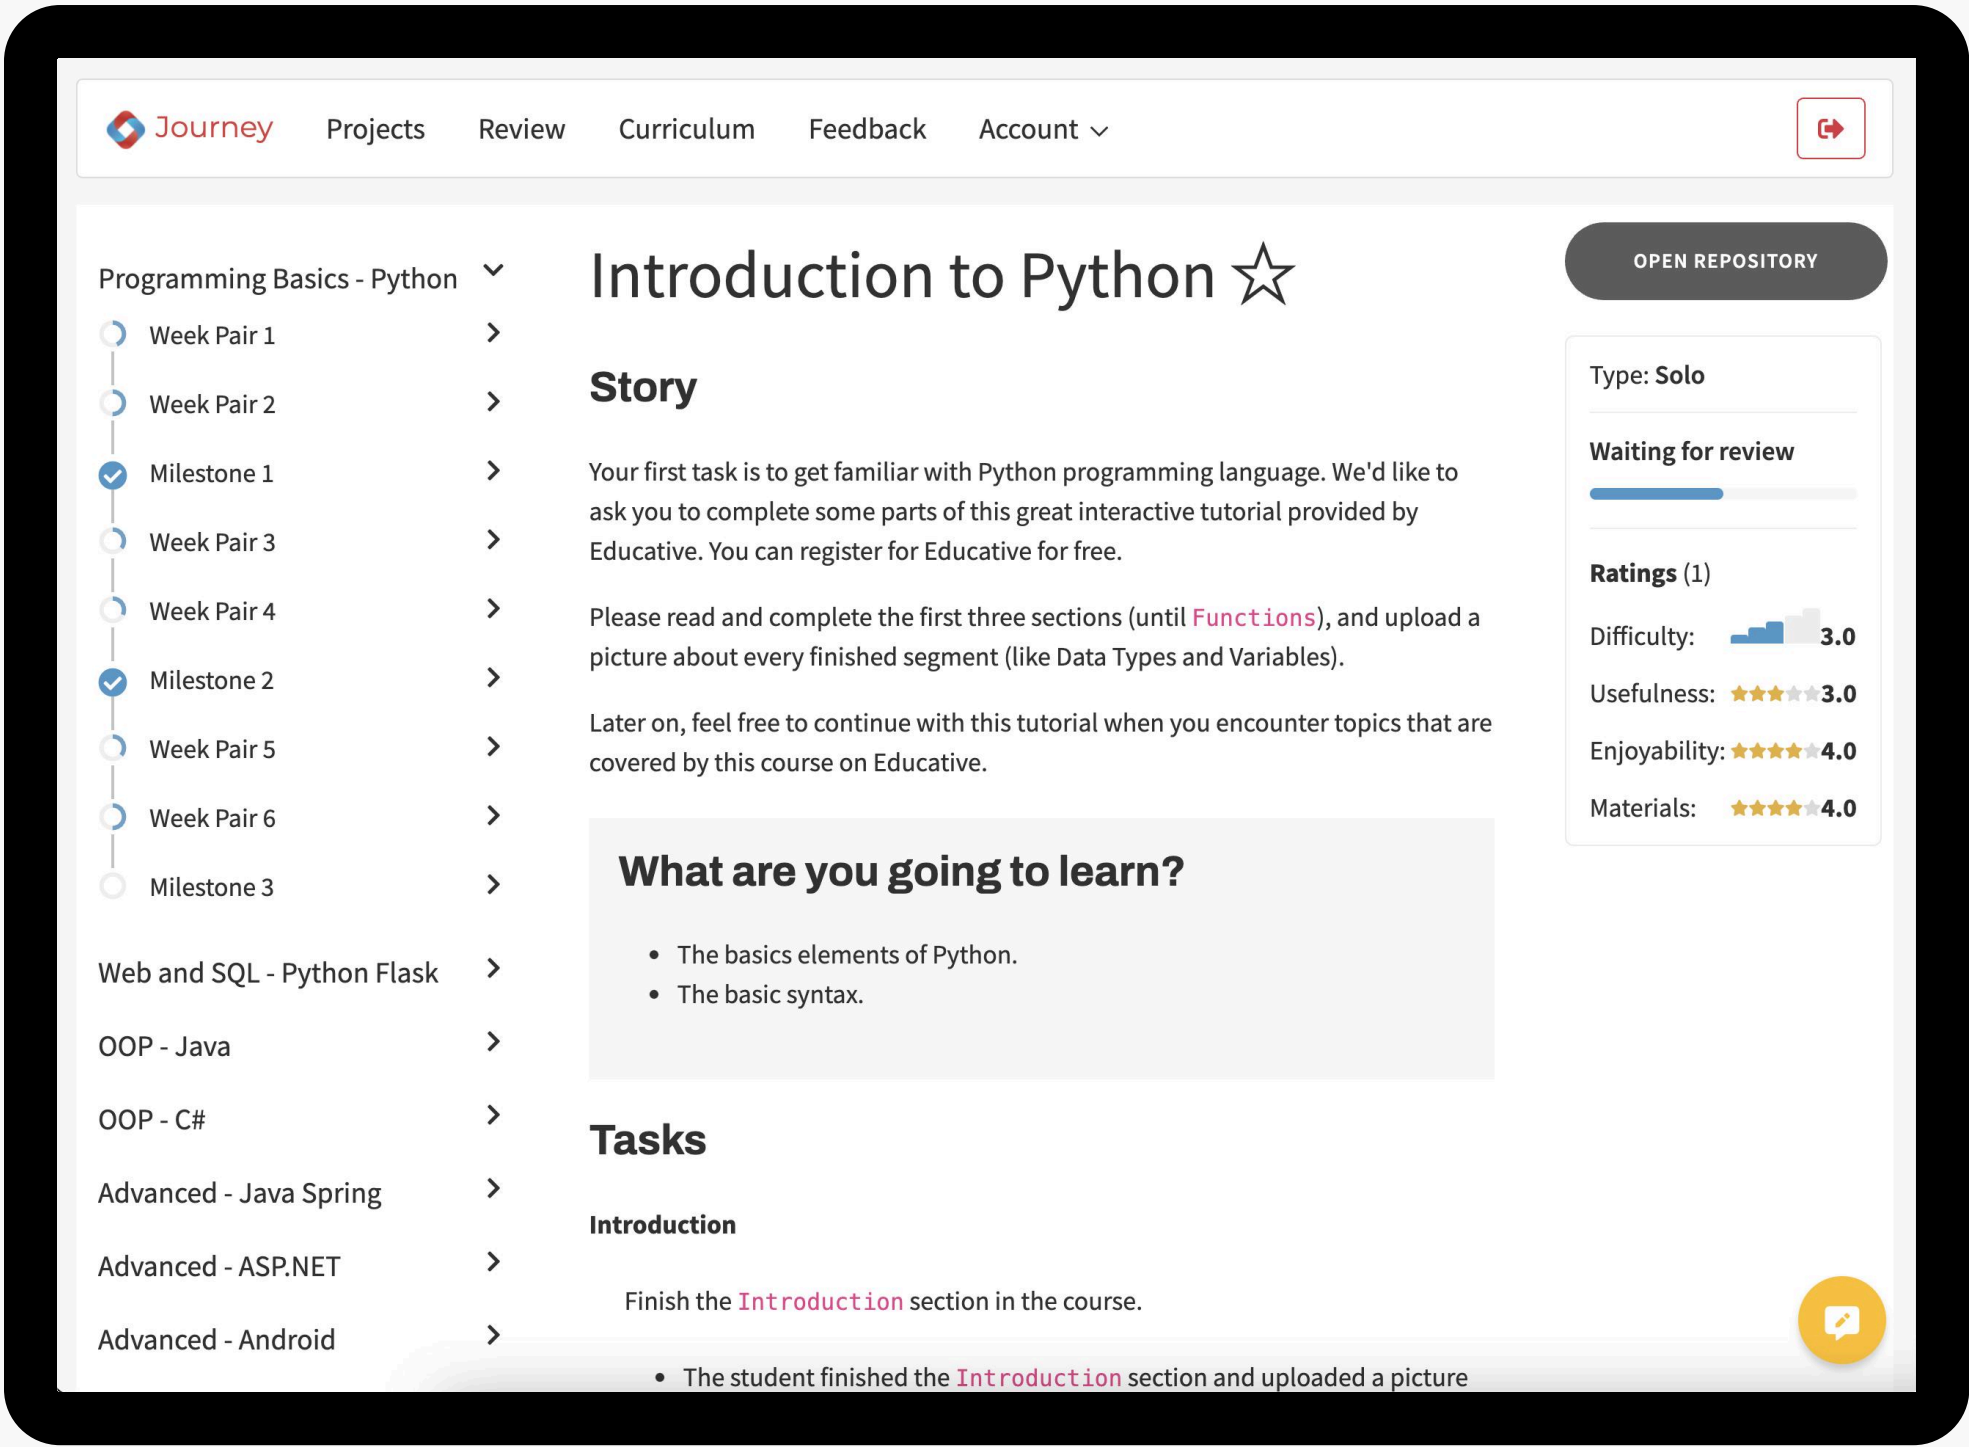 Journey
Projects
Review
Curriculum
Feedback
Account
Programming Basics - Python
Week Pair 1
Week Pair 2
Milestone 1
Week Pair 3
Week Pair 4
Milestone 2
Week Pair 5
Week Pair 6
Milestone 3
Web and SQL - Python Flask
OOP - Java
OOP - C#
Advanced - Java Spring
Advanced - ASP.NET
Advanced - Android
Introduction to Python
Story
Your first task is to get familiar with Python programming language. We'd like to
ask you to complete some parts of this great interactive tutorial provided by
Educative. You can register for Educative for free.
Please read and complete the first three sections (until Functions), and upload a
picture about every finished segment (like Data Types and Variables).
Later on, feel free to continue with this tutorial when you encounter topics that are
covered by this course on Educative.
What are you going to learn?
• The basics elements of Python.
• The basic syntax.
Tasks
Introduction
Finish the Introduction section in the course.
• The student finished the Introduction section and uploaded a picture
OPEN REPOSITORY
Type: Solo
Waiting for review
Ratings (1)
Difficulty: 3.0
Usefulness: 3.0
Enjoyability: 4.0
Materials: 4.0